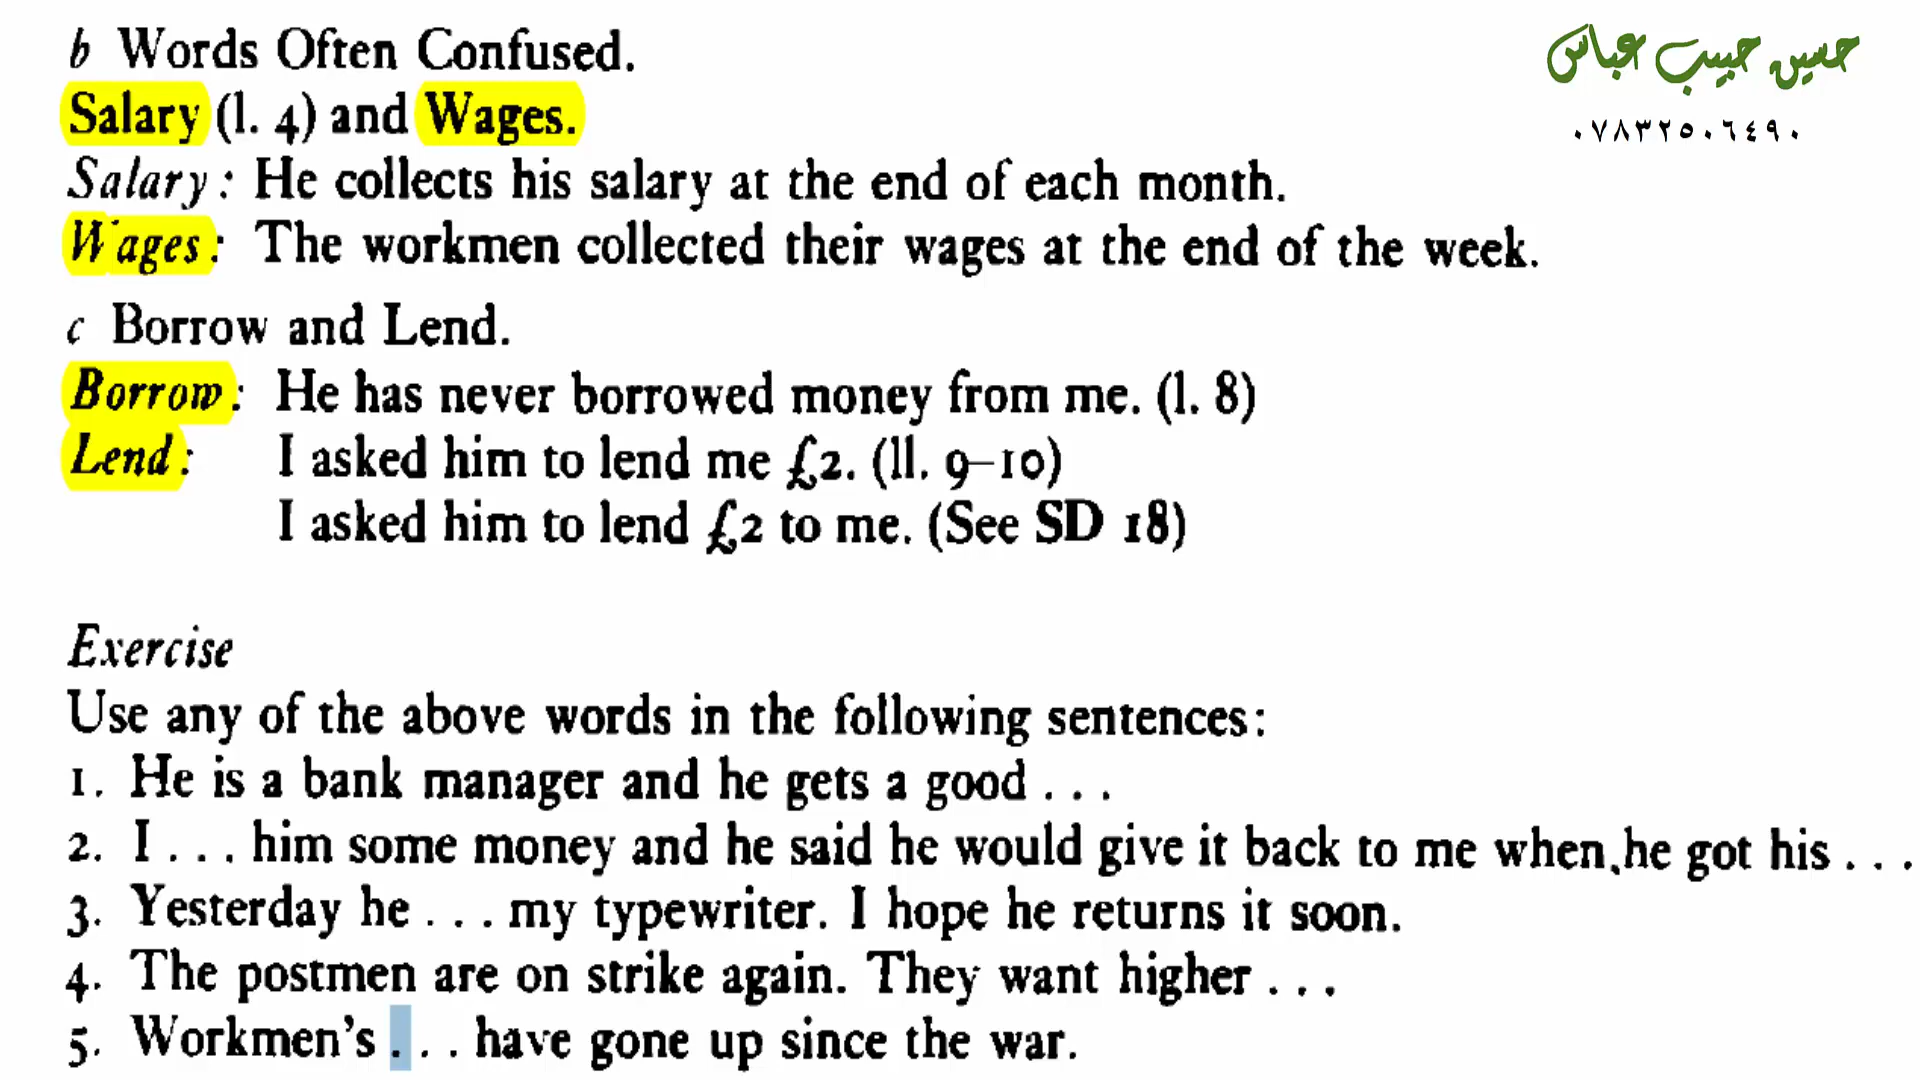 b Words Often Confused.
حسين حبيب عباس
Salary (l. 4) and Wages.
٠٧٨٣٢٥٠٦٤٩٠
Salary: He collects his salary at the end of each month.
Wages: The workmen collected their wages at the end of the week.
c Borrow and Lend.
Borrow: He has never borrowed money from me. (l. 8)
Lend: I asked him to lend me £2. (ll. 9–10)
I asked him to lend £2 to me. (See SD 18)
Exercise
Use any of the above words in the following sentences:
1. He is a bank manager and he gets a good . . .
2. I . . . him some money and he said he would give it back to me when he got his . . .
3. Yesterday he . . . my typewriter. I hope he returns it soon.
4. The postmen are on strike again. They want higher . . .
5. Workmen's . . . have gone up since the war.